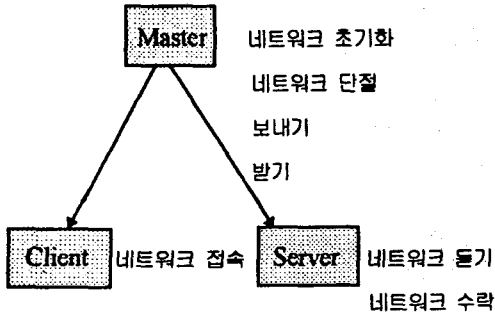 Master 네트워크 초기화
네트워크 단절
보내기
받기
Client 네트워크 접속 Server 네트워크 듣기
네트워크 수락